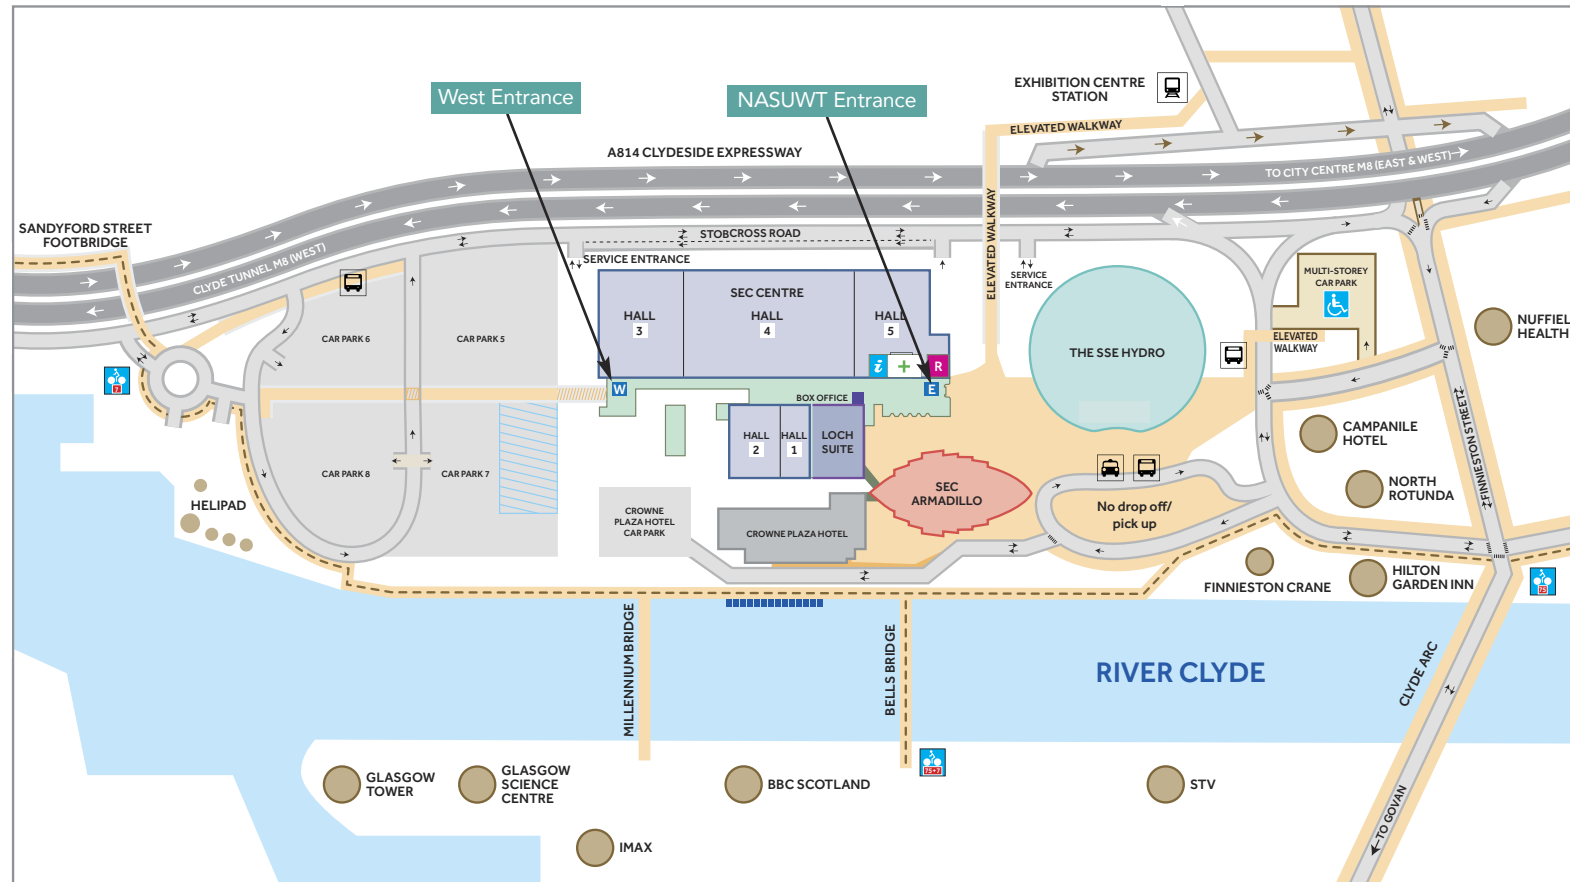 West Entrance
NASUWT Entrance
EXHIBITION CENTRE
STATION
ELEVATED WALKWAY
A814 CLYDESIDE EXPRESSWAY
TO CITY CENTRE M8 (EAST & WEST)
SANDYFORD STREET
FOOTBRIDGE
CLYDE TUNNEL M8 (WEST)
STOBCROSS ROAD
ELEVATED WALKWAY
SERVICE ENTRANCE
SERVICE
ENTRANCE
MULTI-STOREY
CAR PARK
SEC CENTRE
HALL
3
HALL
4
HALL
5
i
R
W
E
CAR PARK 6
CAR PARK 5
THE SSE HYDRO
ELEVATED
WALKWAY
NUFFIEL
HEALTH
7
BOX OFFICE
HALL
2
HALL
1
LOCH
SUITE
CAMPANILE
HOTEL
FINNIESTON STREET
CAR PARK 8
CAR PARK 7
SEC
ARMADILLO
NORTH
ROTUNDA
HELIPAD
CROWNE
PLAZA HOTEL
CAR PARK
CROWNE PLAZA HOTEL
No drop off/
pick up
FINNIESTON CRANE
HILTON
GARDEN INN
75
MILLENNIUM BRIDGE
BELLS BRIDGE
RIVER CLYDE
CLYDE ARC
75+7
GLASGOW
TOWER
GLASGOW
SCIENCE
CENTRE
BBC SCOTLAND
STV
IMAX
TO GOVAN